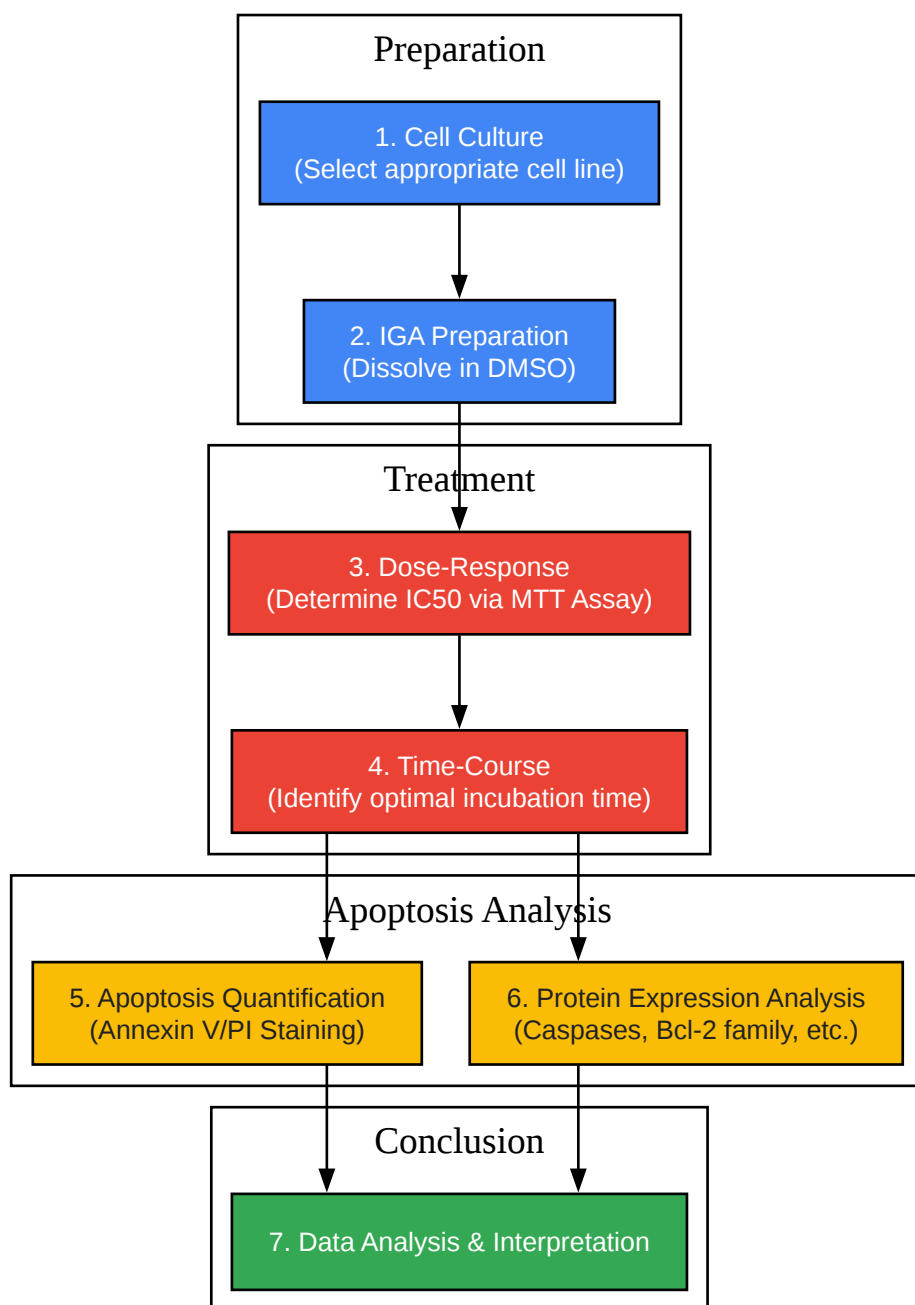 Preparation
1. Cell Culture
(Select appropriate cell line)
2. IGA Preparation
(Dissolve in DMSO)
Treatment
3. Dose-Response
(Determine IC50 via MTT Assay)
4. Time-Course
(Identify optimal incubation time)
Apoptosis Analysis
5. Apoptosis Quantification
(Annexin V/PI Staining)
6. Protein Expression Analysis
(Caspases, Bcl-2 family, etc.)
Conclusion
7. Data Analysis & Interpretation